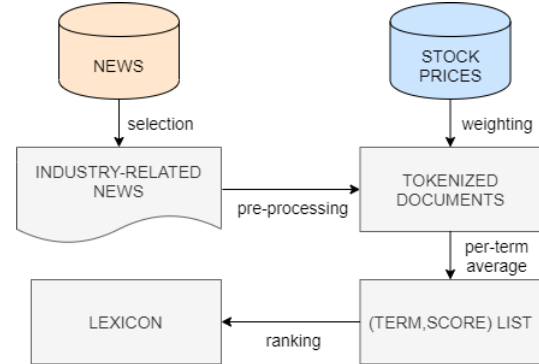 NEWS
STOCK
PRICES
selection
weighting
INDUSTRY-RELATED
NEWS
pre-processing
TOKENIZED
DOCUMENTS
per-term
average
LEXICON
ranking
(TERM,SCORE) LIST